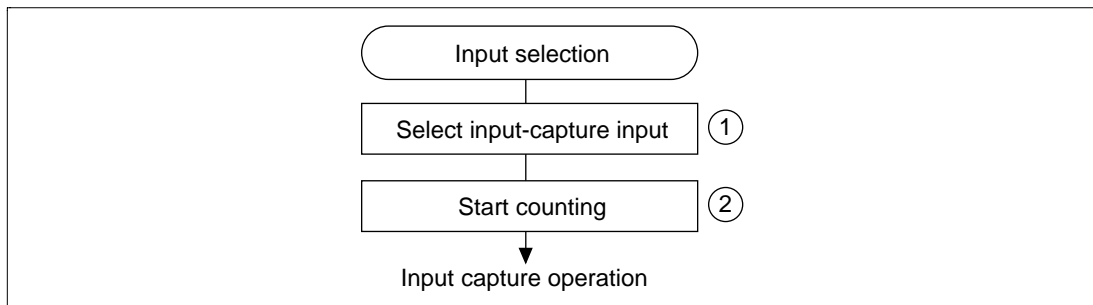 Input selection
Select input-capture input
1
Start counting
2
Input capture operation